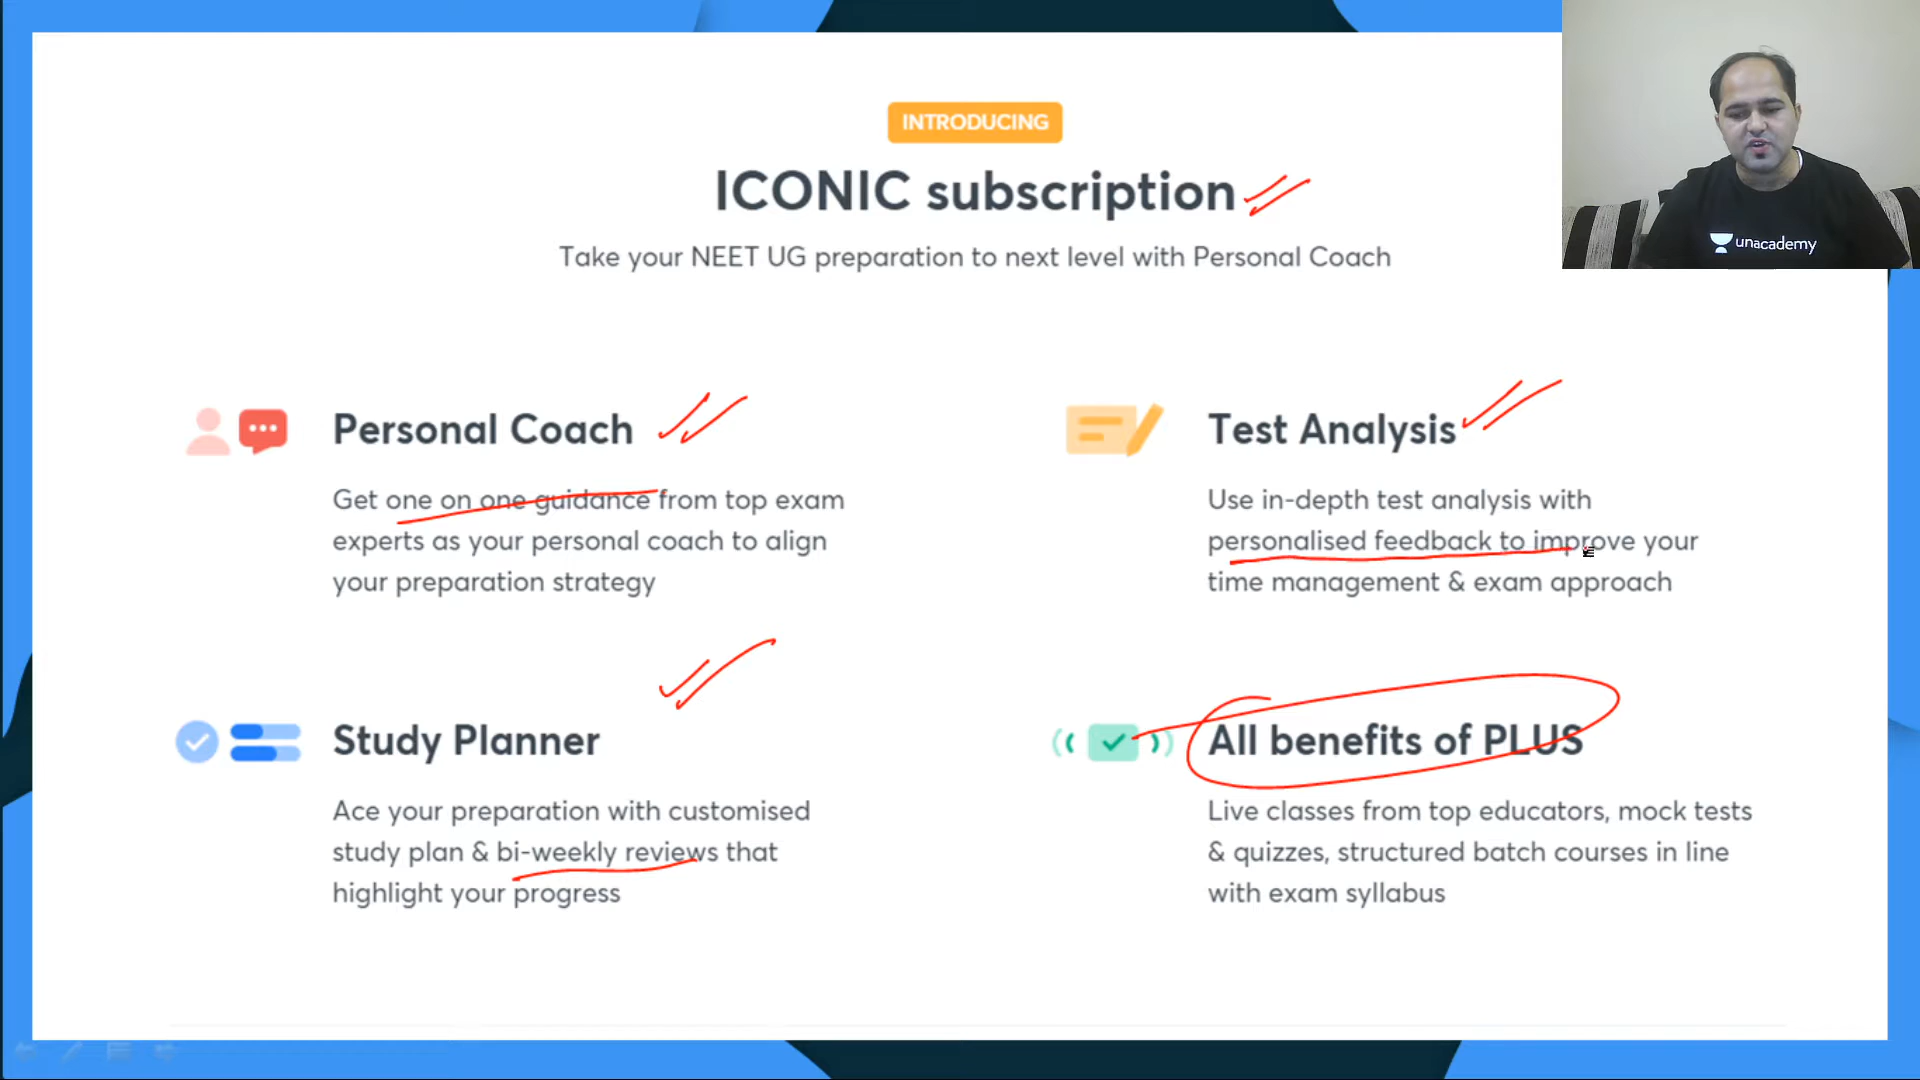 INTRODUCING
ICONIC subscription
Take your NEET UG preparation to next level with Personal Coach
unacademy
Personal Coach
Get one on one guidance from top exam
experts as your personal coach to align
your preparation strategy
Test Analysis
Use in-depth test analysis with
personalised feedback to improve your
time management & exam approach
Study Planner
Ace your preparation with customised
study plan & bi-weekly reviews that
highlight your progress
All benefits of PLUS
Live classes from top educators, mock tests
& quizzes, structured batch courses in line
with exam syllabus